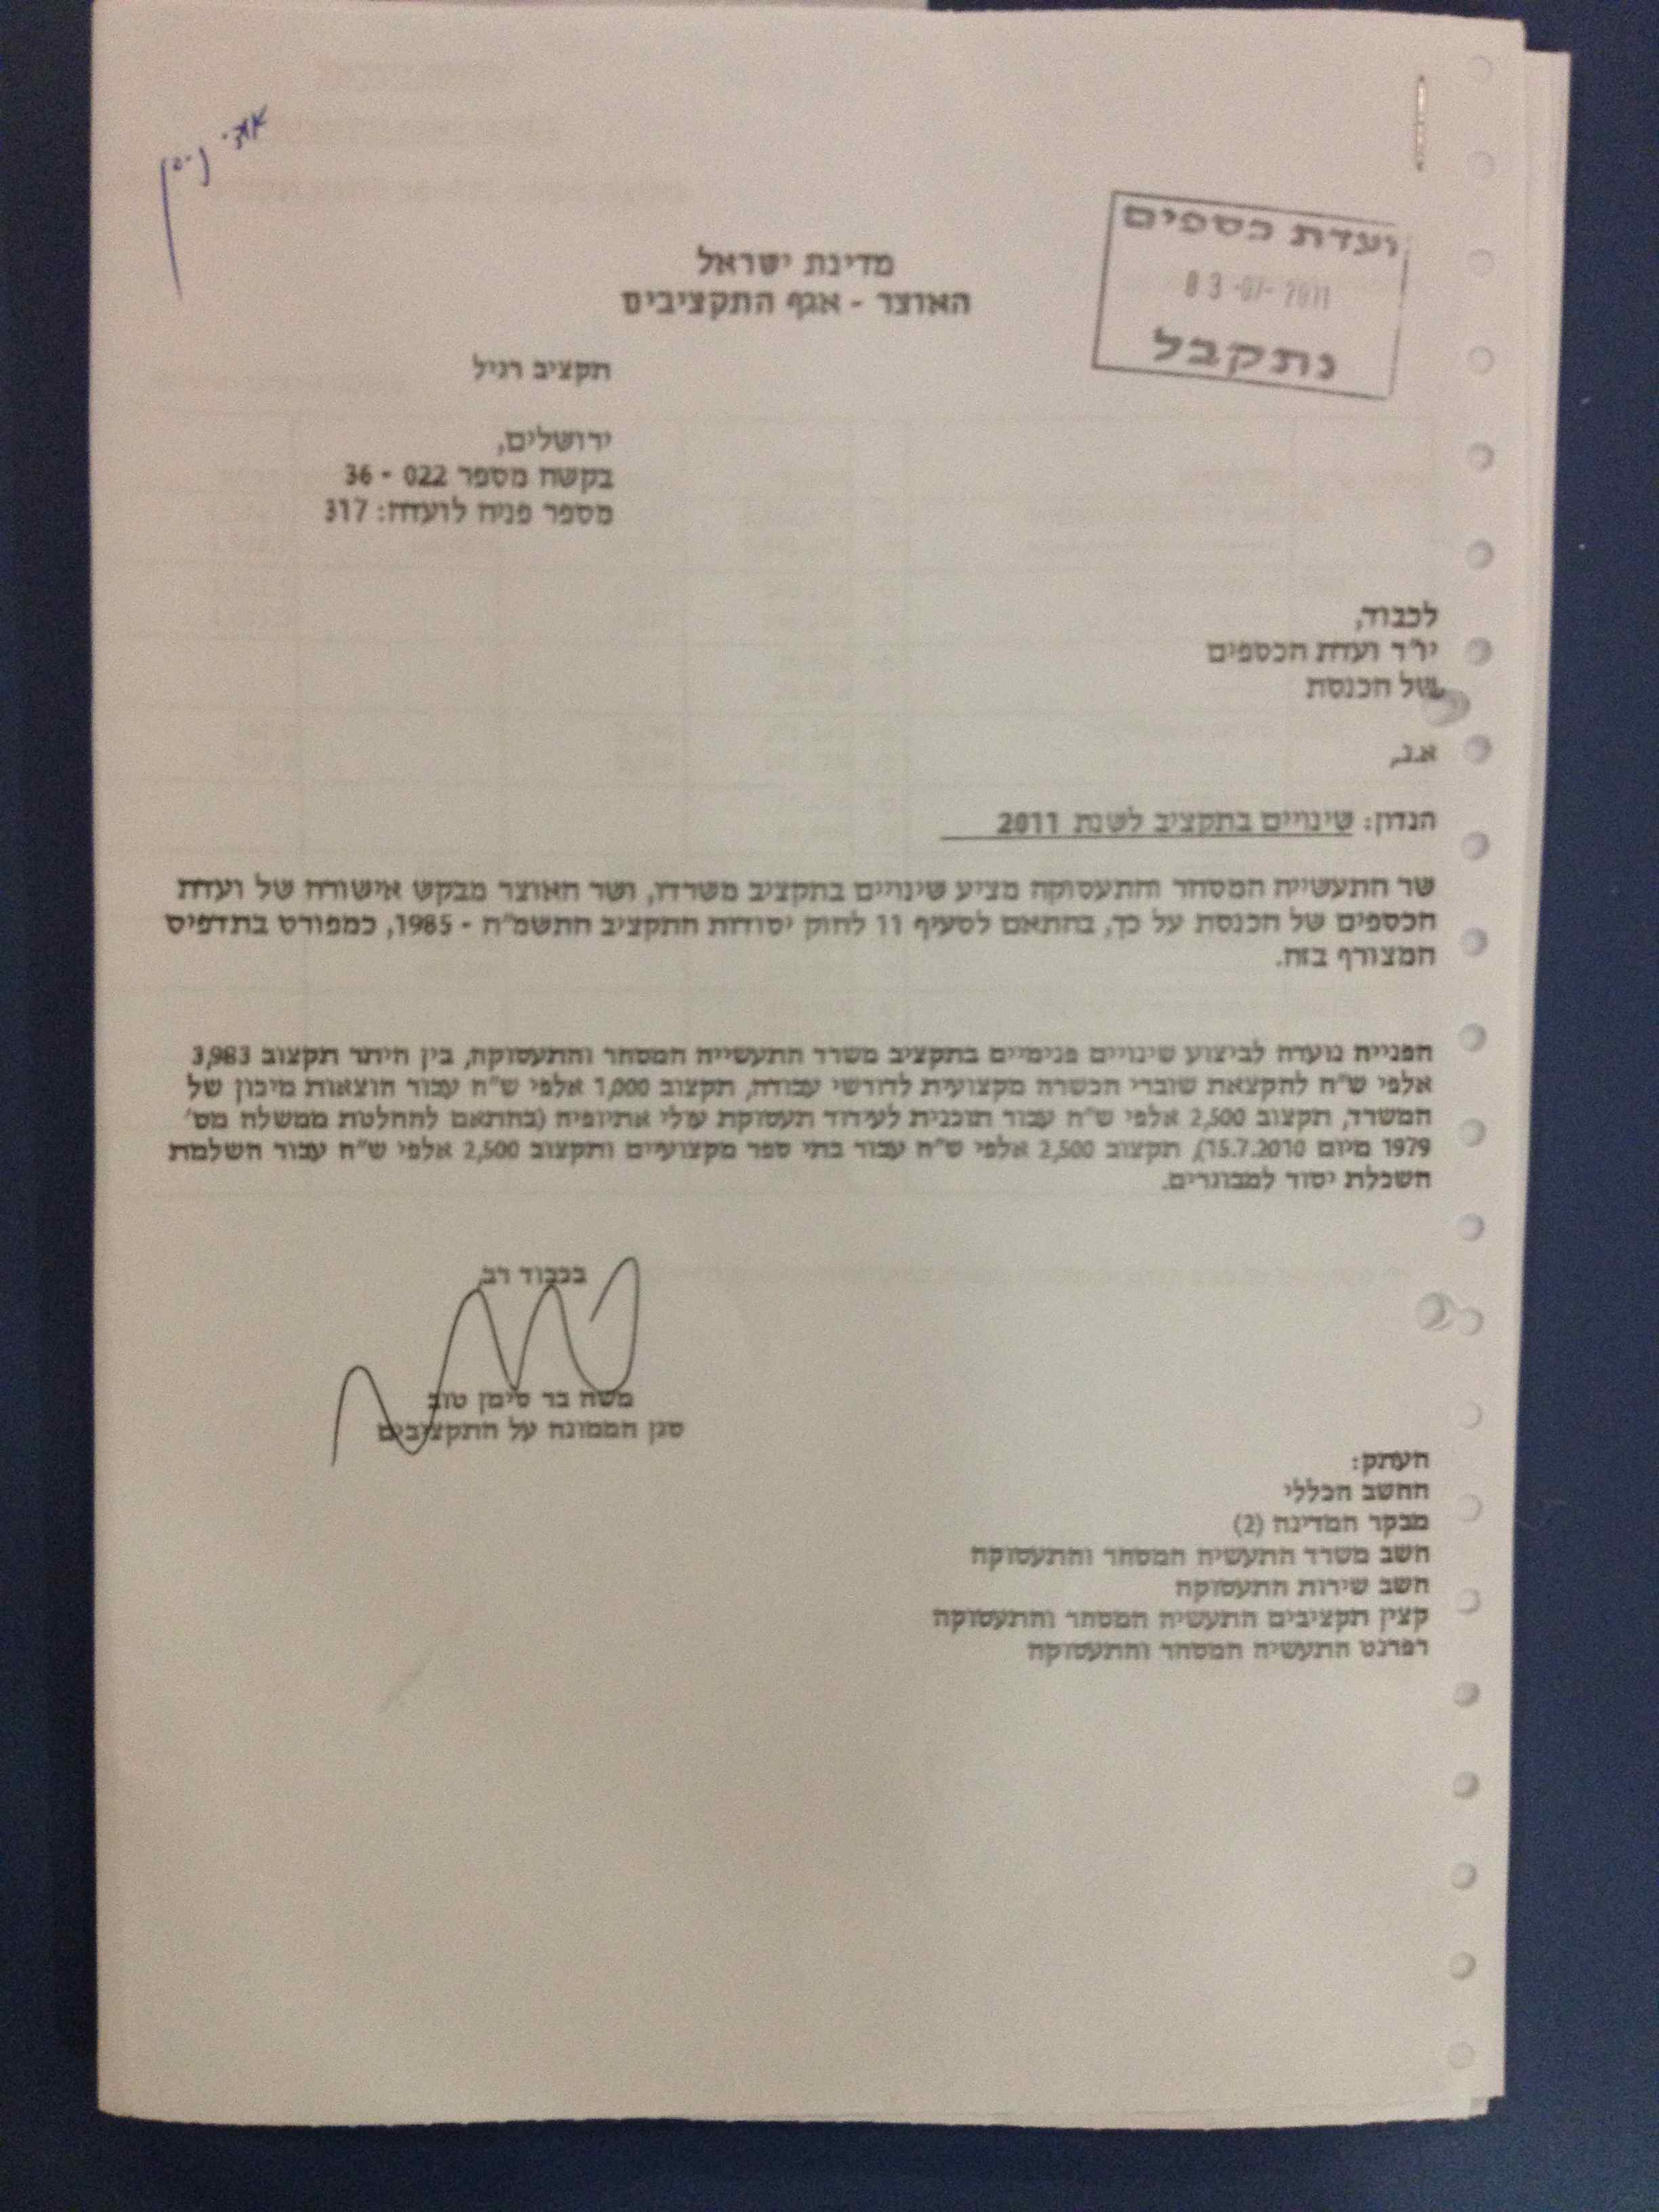 ועדת כספים
03-07-2011
נתקבל
מדינת ישראל
האוצר - אגף התקציבים
תקציב רגיל
ירושלים,
בקשה מספר 022 - 36
מספר פניה לועדה: 317
לכבוד,
יו"ר ועדת הכספים
של הכנסת
א.נ,
הנדון: שינויים בתקציב לשנת 2011
שר התעשייה המסחר והתעסוקה מציע שינויים בתקציב משרדו, ושר האוצר מבקש אישורה של ועדת
הכספים של הכנסת על כך, בהתאם לסעיף 11 לחוק יסודות התקציב התשמ"ה - 1985, כמפורט בתדפיס
המצורף בזה.
הפנייה נועדה לביצוע שינויים פנימיים בתקציב משרד התעשייה המסחר והתעסוקה, בין היתר תקצוב 3,983
אלפי ש"ח להקצאת שוברי הכשרה מקצועית לדורשי עבודה, תקצוב 1,000 אלפי ש"ח עבור הוצאות מיכון של
המשרד, תקצוב 2,500 אלפי ש"ח עבור תוכנית לעידוד תעסוקת עולי אתיופיה (בהתאם להחלטת ממשלה מס'
1979 מיום 15.7.2010), תקצוב 2,500 אלפי ש"ח עבור בתי ספר מקצועיים ותקצוב 2,500 אלפי ש"ח עבור השלמת
השכלת יסוד למבוגרים.
בכבוד רב,
משה בר סימן טוב
סגן הממונה על התקציבים
העתק:
החשב הכללי
מבקר המדינה (2)
חשב משרד התעשיה המסחר והתעסוקה
חשב שירות התעסוקה
קצין תקציבים התעשיה המסחר והתעסוקה
רפרנט התעשיה המסחר והתעסוקה